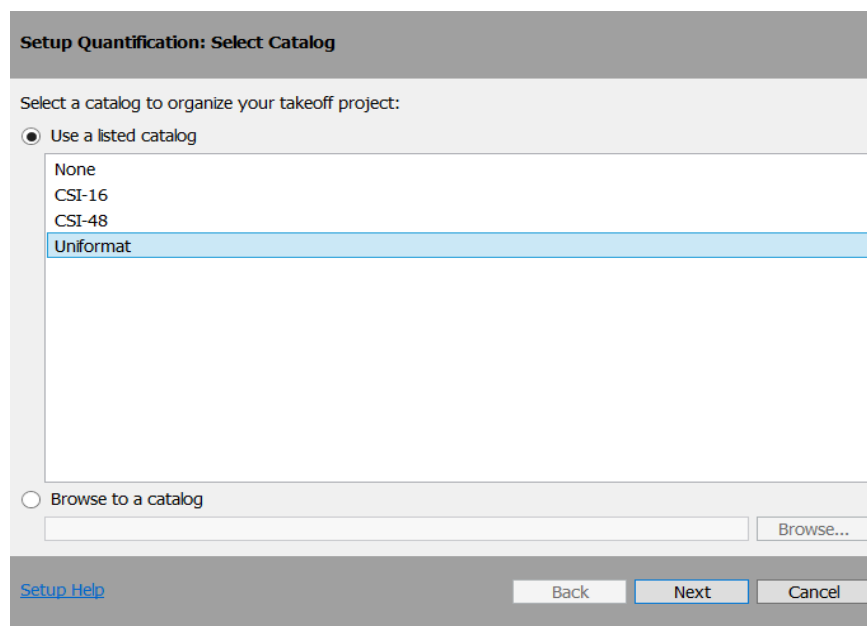 Setup Quantification: Select Catalog
Select a catalog to organize your takeoff project:
Use a listed catalog
None
CSI-16
CSI-48
Uniformat
Browse to a catalog
Browse...
Setup Help
Back
Next
Cancel